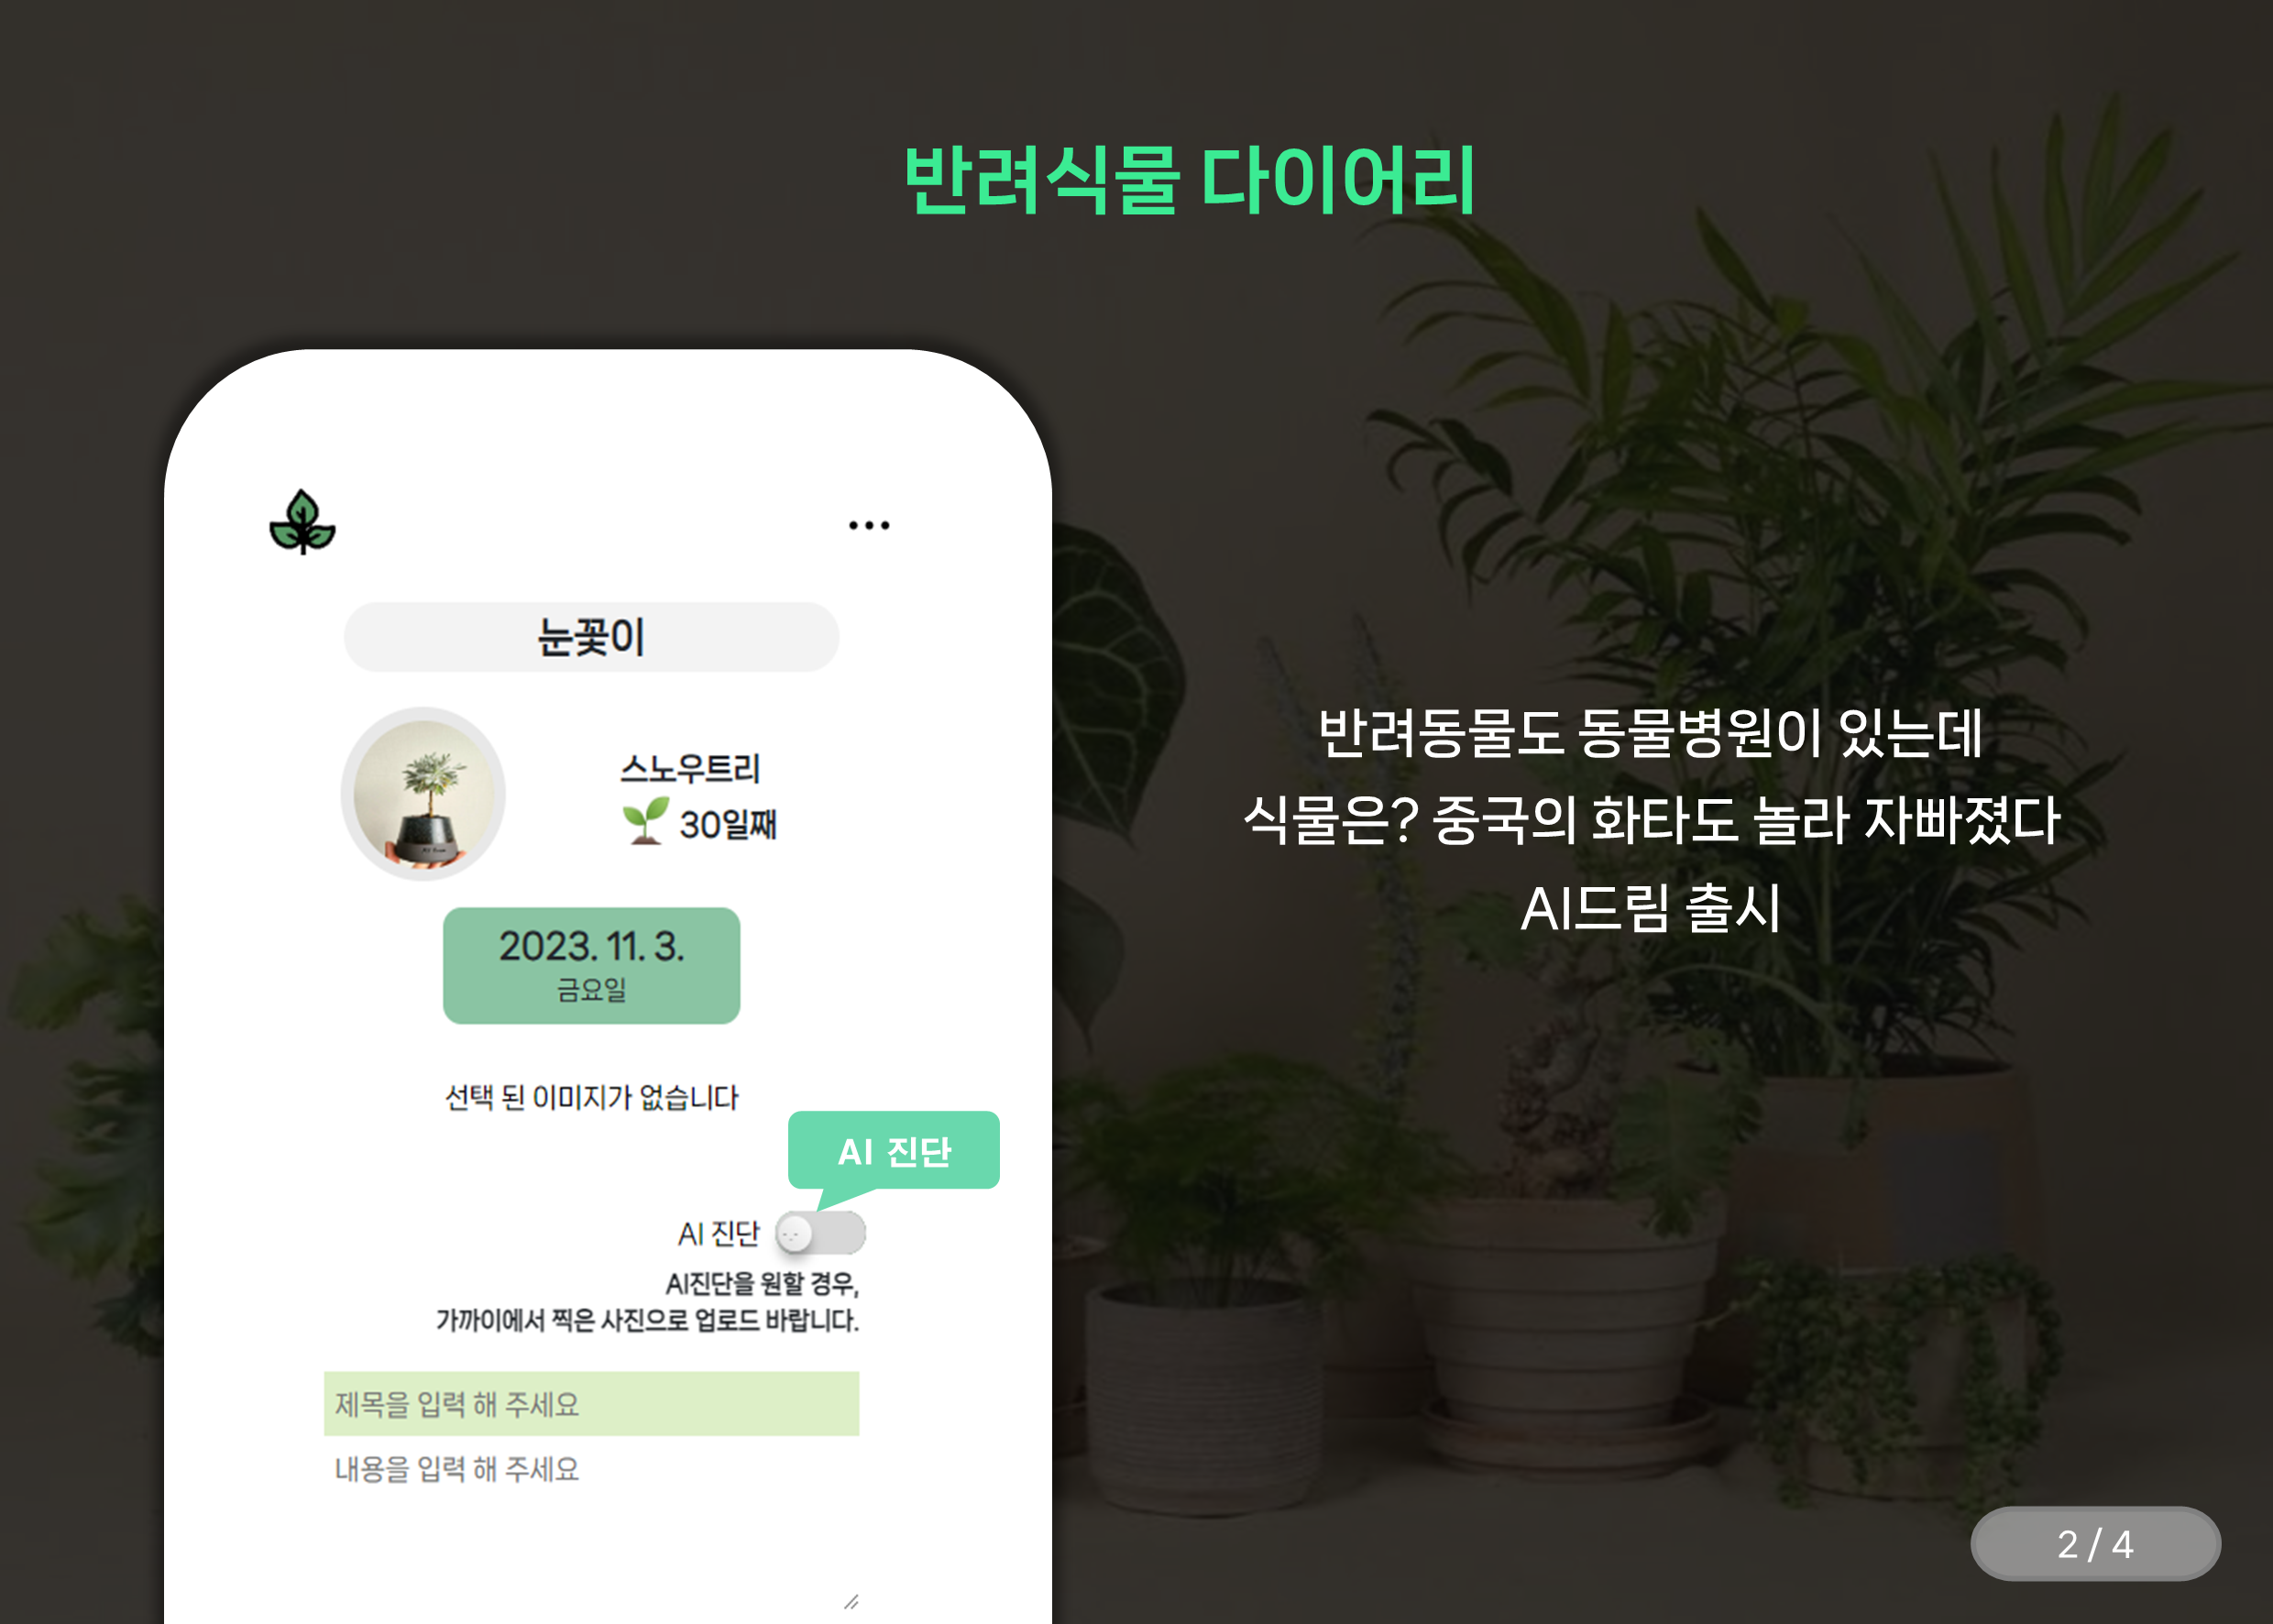 반려식물 다이어리
눈꽃이
스노우트리
30일째
2023. 11. 3.
금요일
선택 된 이미지가 없습니다
AI 진단
AI 진단
AI진단을 원할 경우,
가까이에서 찍은 사진으로 업로드 바랍니다.
제목을 입력 해 주세요
내용을 입력 해 주세요
반려동물도 동물병원이 있는데
식물은? 중국의 화타도 놀라 자빠졌다
AI드림 출시
2 / 4